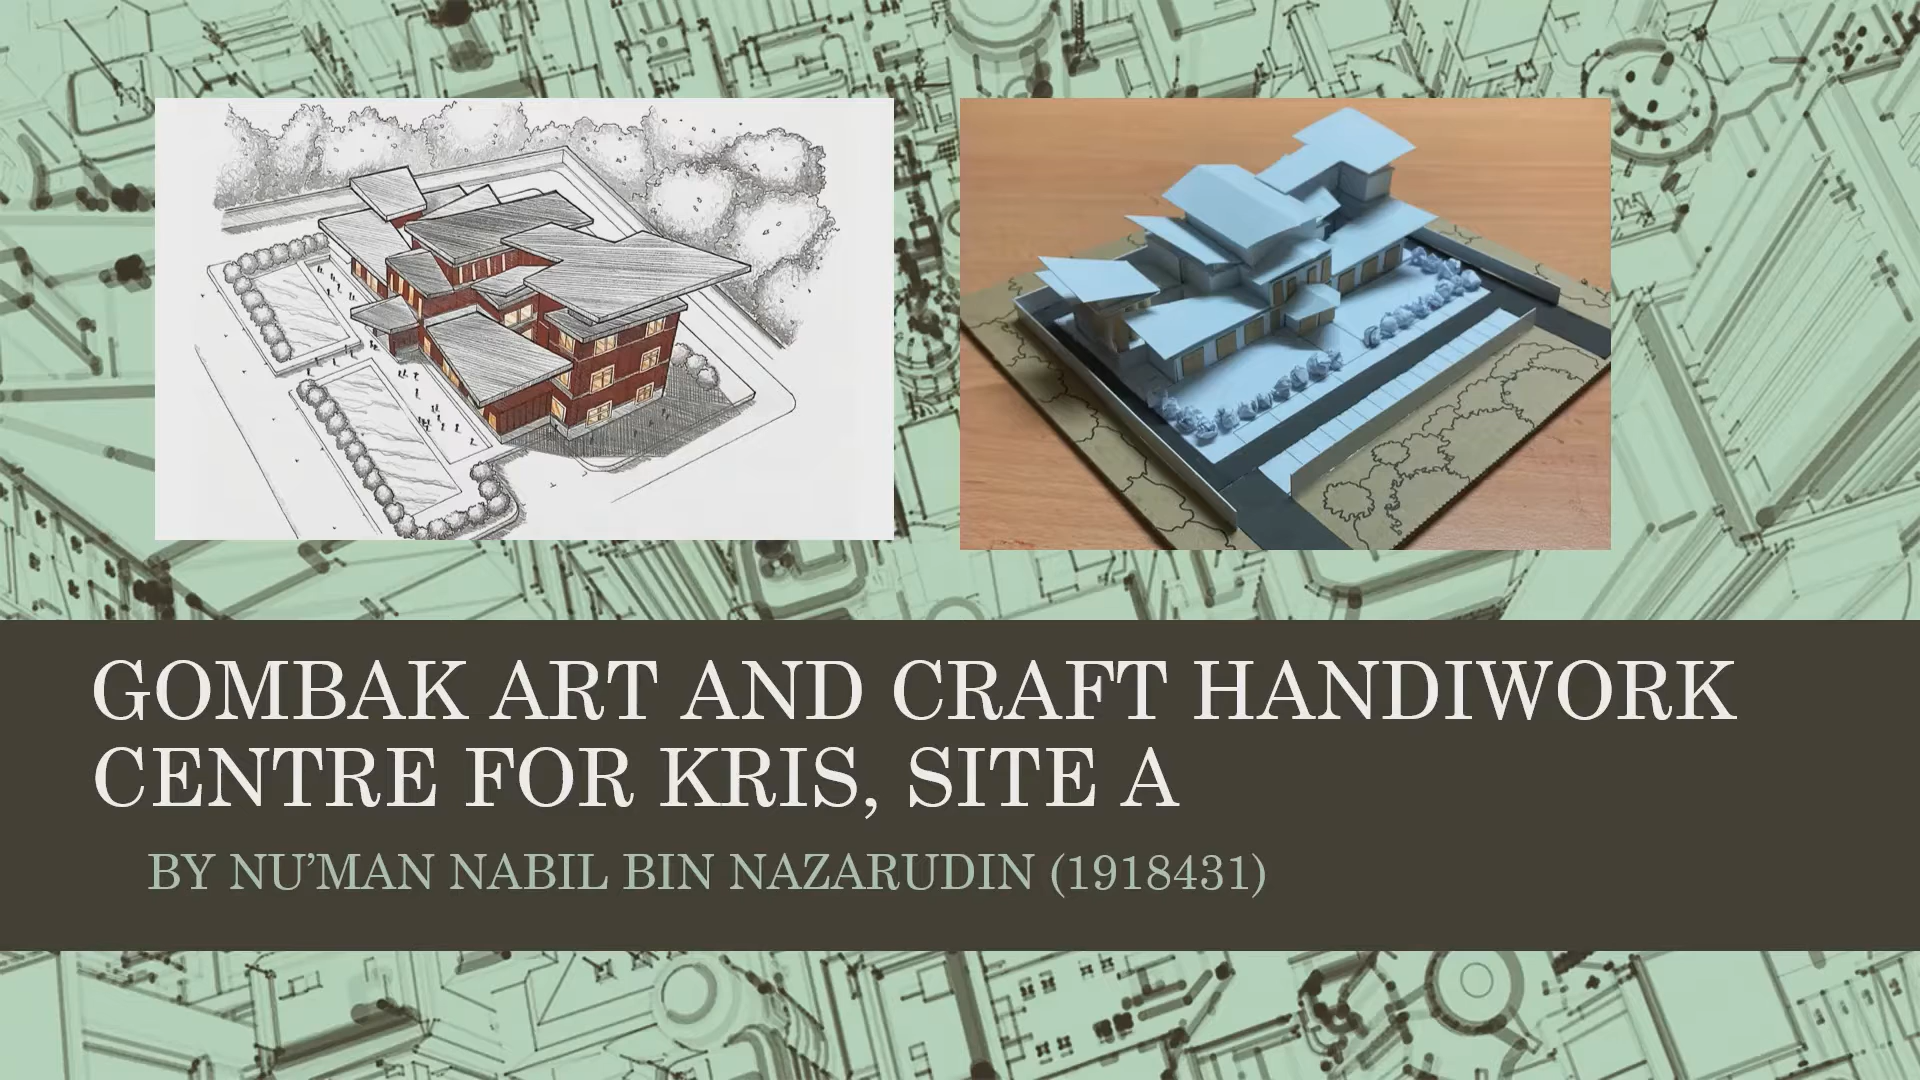 GOMBAK ART AND CRAFT HANDIWORK
CENTRE FOR KRIS, SITE A
BY NU’MAN NABIL BIN NAZARUDIN (1918431)